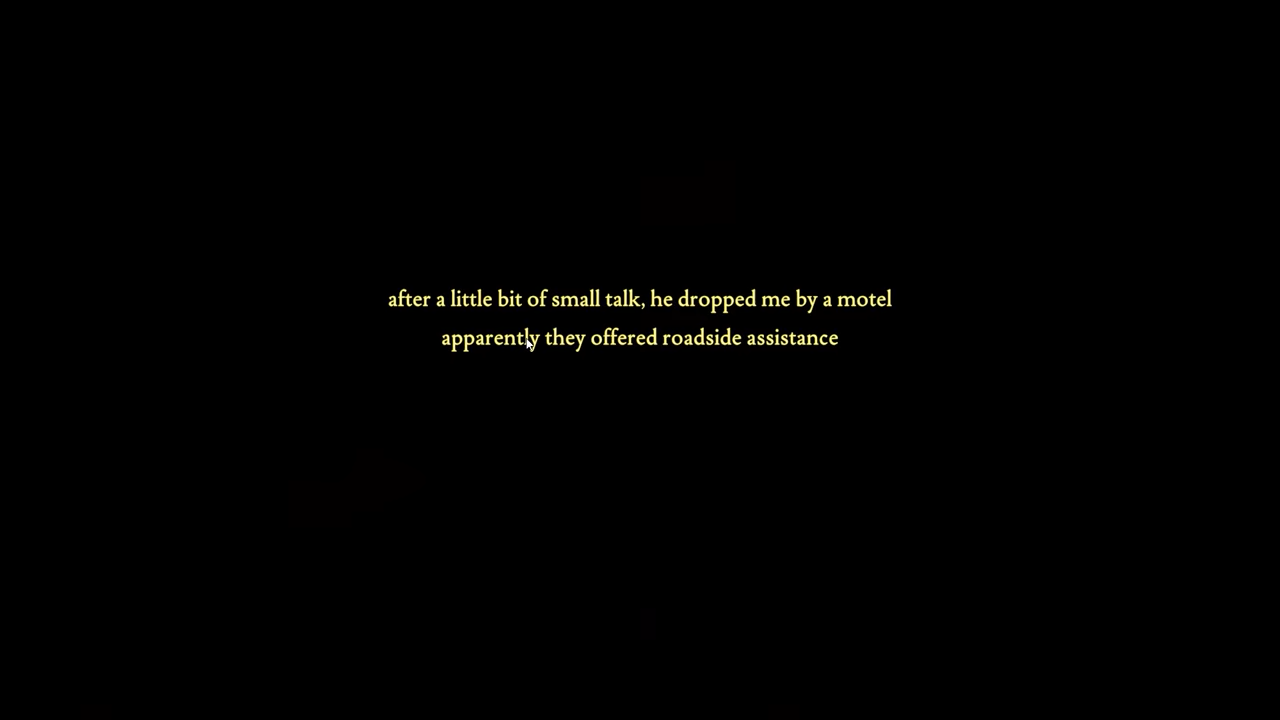 after a little bit of small talk, he dropped me by a motel
apparently they offered roadside assistance